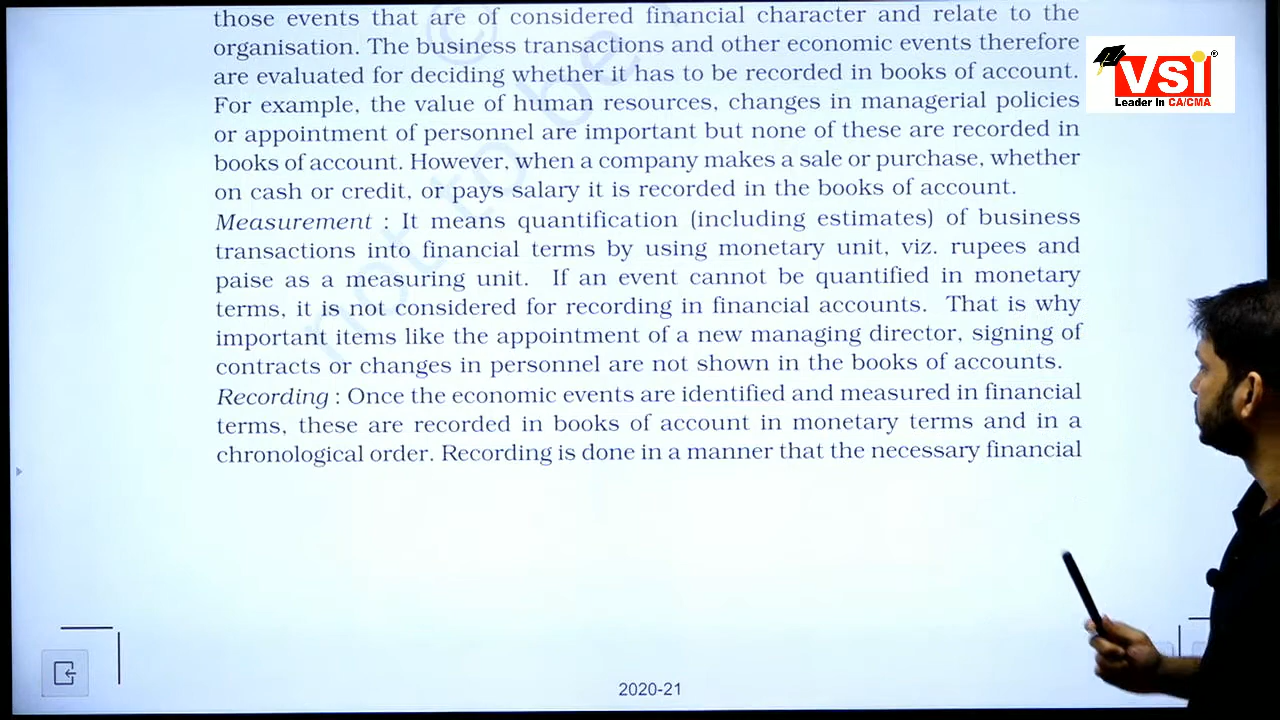 those events that are of considered financial character and relate to the
organisation. The business transactions and other economic events therefore
are evaluated for deciding whether it has to be recorded in books of account.
For example, the value of human resources, changes in managerial policies
or appointment of personnel are important but none of these are recorded in
books of account. However, when a company makes a sale or purchase, whether
on cash or credit, or pays salary it is recorded in the books of account.
Measurement : It means quantification (including estimates) of business
transactions into financial terms by using monetary unit, viz. rupees and
paise as a measuring unit. If an event cannot be quantified in monetary
terms, it is not considered for recording in financial accounts. That is why
important items like the appointment of a new managing director, signing of
contracts or changes in personnel are not shown in the books of accounts.
Recording : Once the economic events are identified and measured in financial
terms, these are recorded in books of account in monetary terms and in a
chronological order. Recording is done in a manner that the necessary financial
2020-21
©
not to be
VSI ®
Leader In CA/CMA